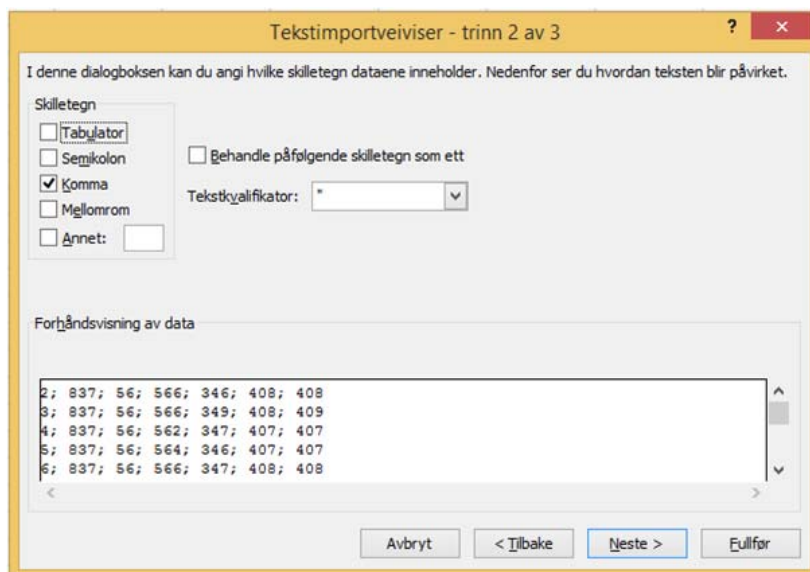 Tekstimportveiviser - trinn 2 av 3
?
×
I denne dialogboksen kan du angi hvilke skilletegn dataene inneholder. Nedenfor ser du hvordan teksten blir påvirket.
Skilletegn
Tabulator
Semikolon
Komma
Mellomrom
Annet:
Behandle påfølgende skilletegn som ett
Tekstkvalifikator: "
Forhåndsvisning av data
2; 837; 56; 566; 346; 408; 408
3; 837; 56; 566; 349; 408; 409
4; 837; 56; 562; 347; 407; 407
5; 837; 56; 564; 346; 407; 407
6; 837; 56; 566; 347; 408; 408
Avbryt < Tilbake Neste > Fullfør